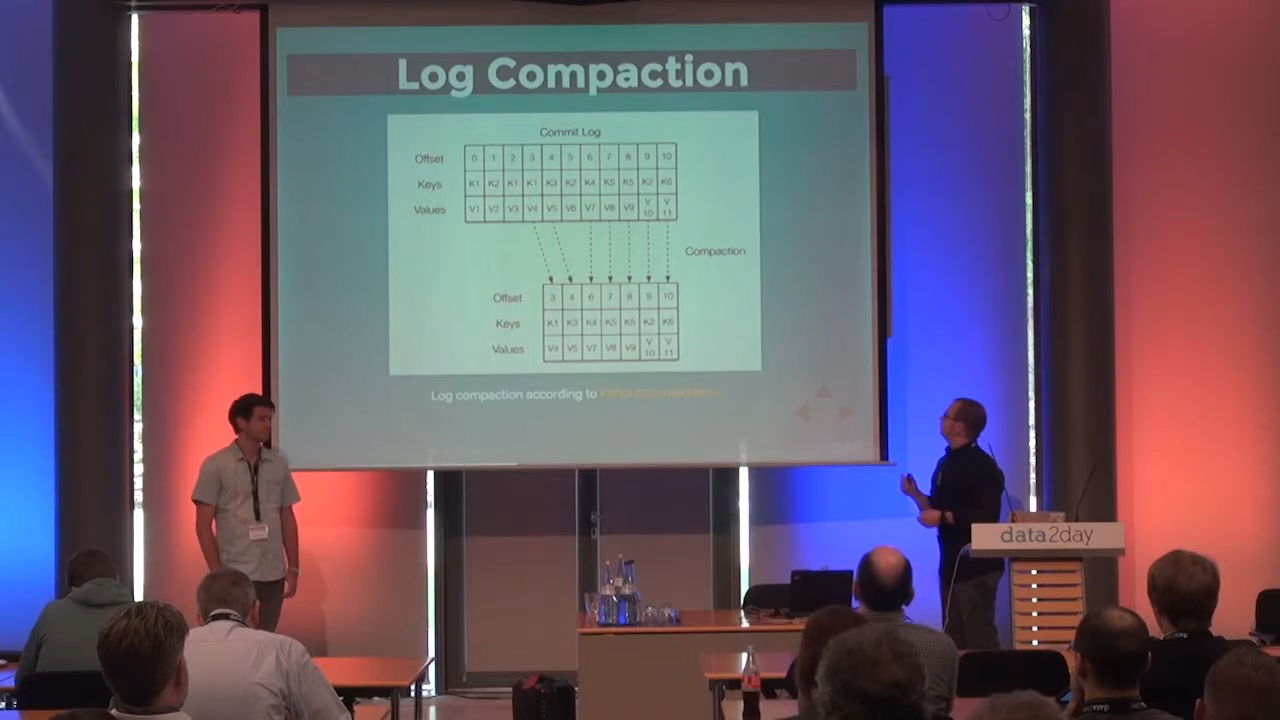 Log Compaction
Commit Log
Offset 0 1 2 3 4 5 6 7 8 9 10
Keys K1 K2 K1 K1 K3 K2 K4 K5 K5 K2 K6
Values V1 V2 V3 V4 V5 V6 V7 V8 V9 V 10 V 11
Compaction
Offset 3 4 6 7 8 9 10
Keys K1 K3 K4 K5 K5 K2 K6
Values V4 V5 V7 V8 V9 V 10 V 11
Log compaction according to
data2day